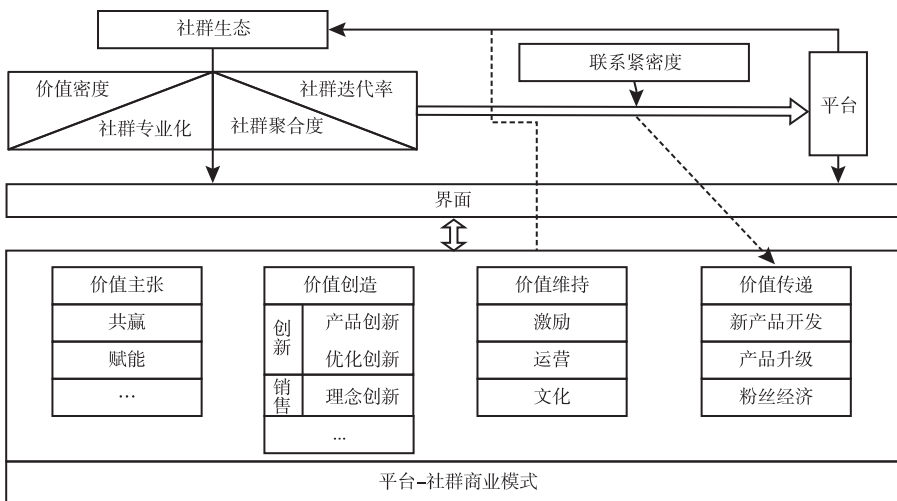 社群生态
联系紧密度
平台
价值密度
社群迭代率
社群专业化
社群聚合度
界面
价值主张
共赢
赋能
…
价值创造
创新
产品创新
优化创新
销售
理念创新
…
价值维持
激励
运营
文化
价值传递
新产品开发
产品升级
粉丝经济
平台–社群商业模式